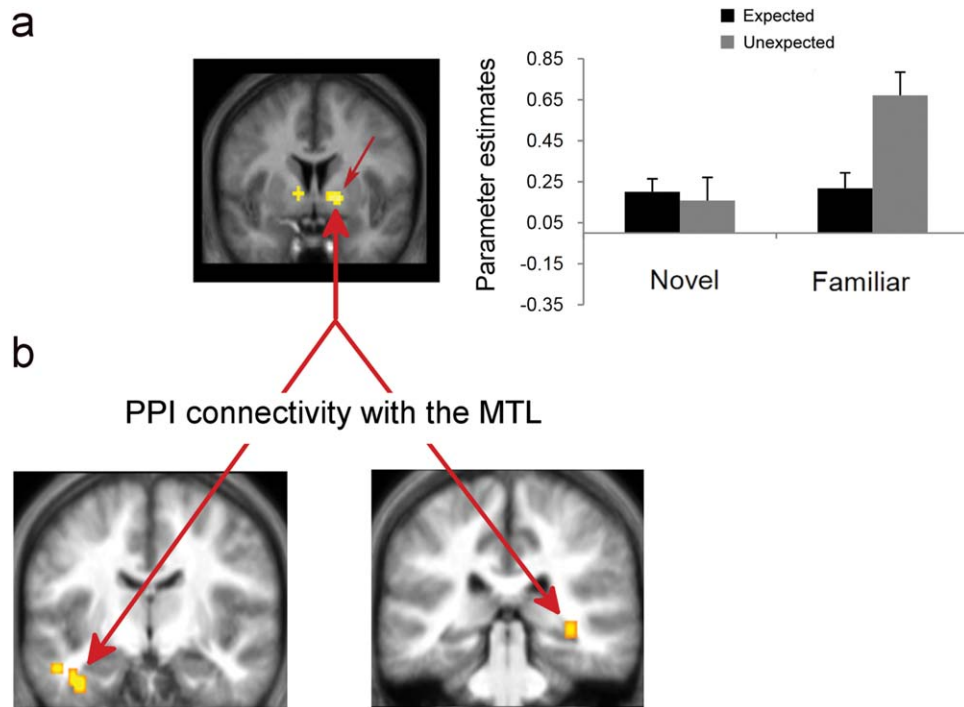 a
Expected
Unexpected
Parameter estimates
0.85
0.65
0.45
0.25
0.05
-0.15
-0.35
Novel
Familiar
b
PPI connectivity with the MTL